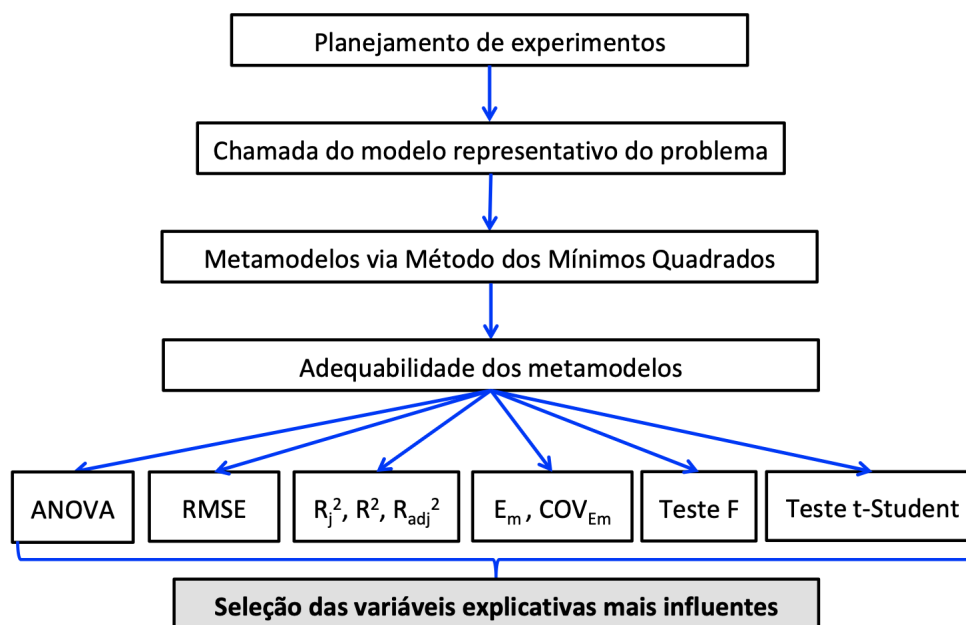 Planejamento de experimentos
Chamada do modelo representativo do problema
Metamodelos via Método dos Mínimos Quadrados
Adequabilidade dos metamodelos
ANOVA
RMSE
Rj², R², Radj²
Em , COVEm
Teste F
Teste t-Student
Seleção das variáveis explicativas mais influentes